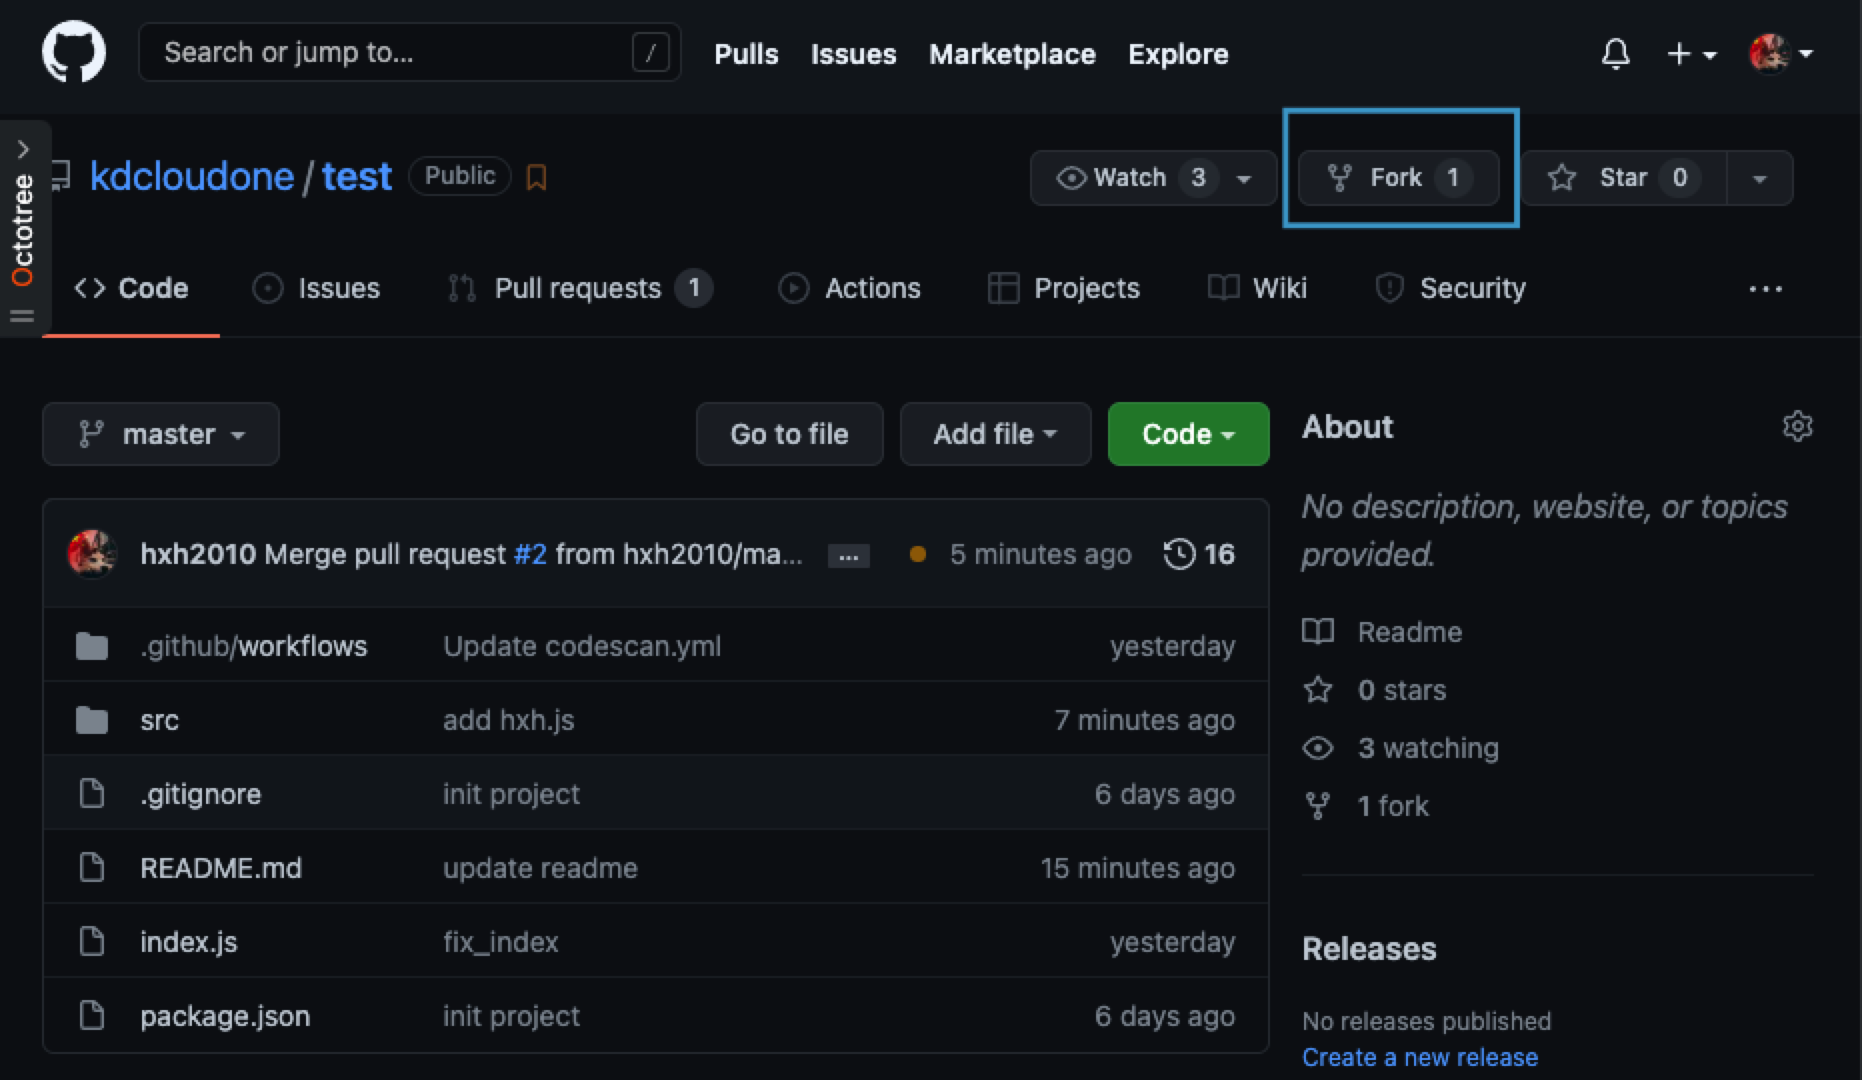 Search or jump to... /
Pulls Issues Marketplace Explore
Octotree
kdcloudone / test Public
Watch 3 Fork 1 Star 0
Code Issues Pull requests 1 Actions Projects Wiki Security ...
master Go to file Add file Code
hxh2010 Merge pull request #2 from hxh2010/ma... ... 5 minutes ago 16
.github/workflows Update codescan.yml yesterday
src add hxh.js 7 minutes ago
.gitignore init project 6 days ago
README.md update readme 15 minutes ago
index.js fix_index yesterday
package.json init project 6 days ago
About
No description, website, or topics
provided.
Readme
0 stars
3 watching
1 fork
Releases
No releases published
Create a new release